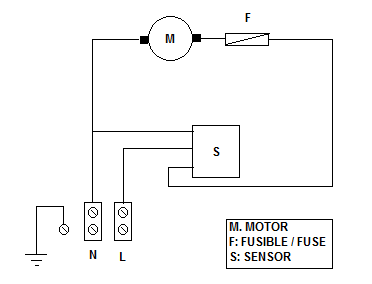 F
M
S
N L
M. MOTOR
F: FUSIBLE / FUSE
S: SENSOR